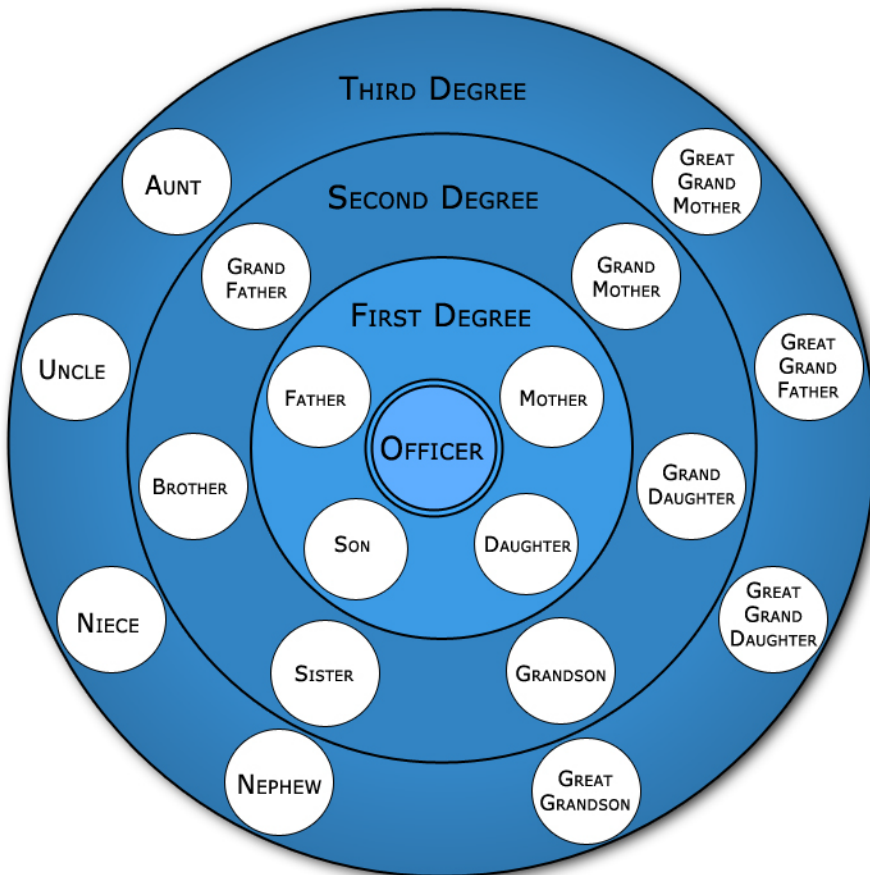 THIRD DEGREE
AUNT
GREAT
GRAND
MOTHER
SECOND DEGREE
GRAND
FATHER
GRAND
MOTHER
FIRST DEGREE
UNCLE
GREAT
GRAND
FATHER
FATHER
MOTHER
OFFICER
BROTHER
GRAND
DAUGHTER
SON
DAUGHTER
NIECE
GREAT
GRAND
DAUGHTER
SISTER
GRANDSON
NEPHEW
GREAT
GRANDSON